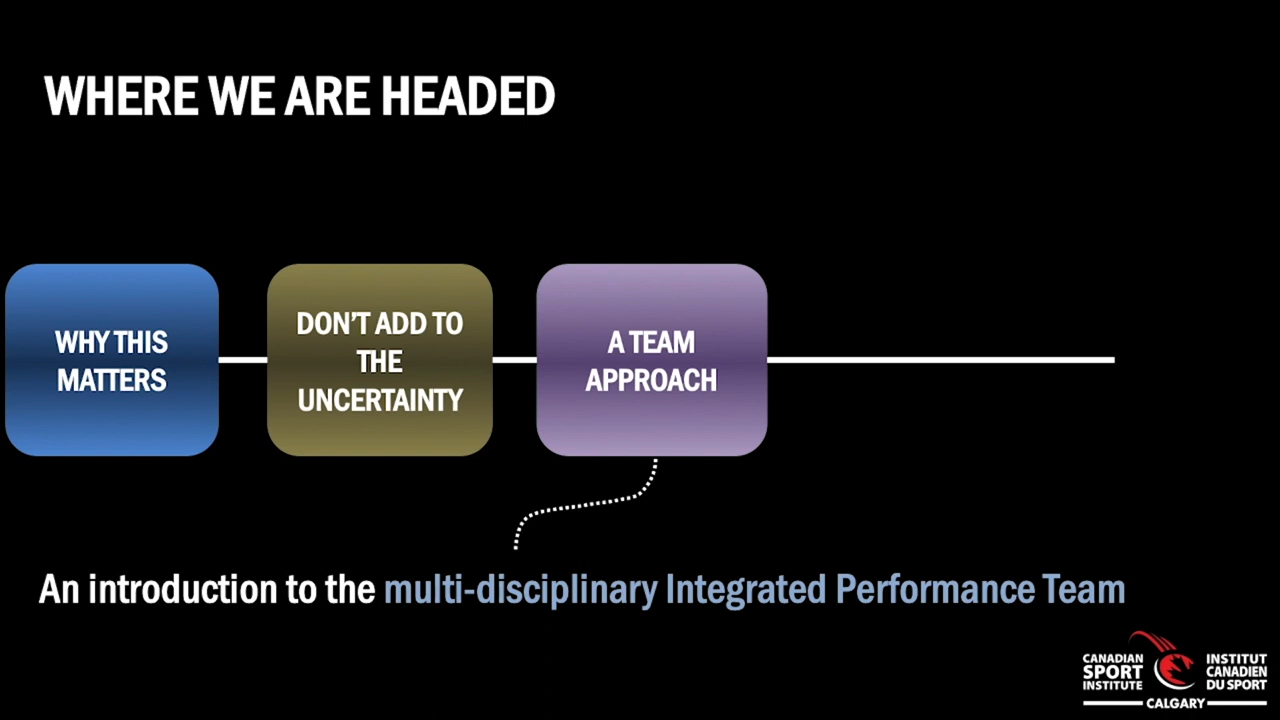 WHERE WE ARE HEADED
WHY THIS
MATTERS
DON'T ADD TO
THE
UNCERTAINTY
A TEAM
APPROACH
An introduction to the multi-disciplinary Integrated Performance Team
CANADIAN
SPORT
INSTITUTE
INSTITUT
CANADIEN
DU SPORT
CALGARY